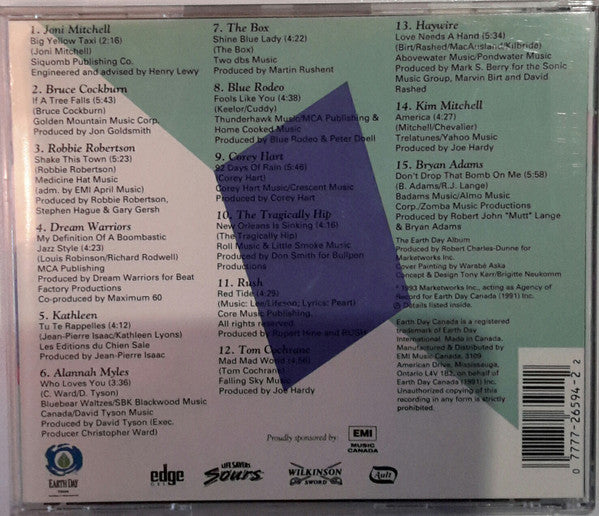 1. Joni Mitchell
Big Yellow Taxi (2:16)
(Joni Mitchell)
Siquomb Publishing Co.
Engineered and advised by Henry Lewy
2. Bruce Cockburn
If A Tree Falls (5:43)
(Bruce Cockburn)
Golden Mountain Music Corp.
Produced by Jon Goldsmith
3. Robbie Robertson
Shake This Town (5:23)
(Robbie Robertson)
Medicine Hat Music
(adm. by EMI April Music)
Produced by Robbie Robertson,
Stephen Hague & Gary Gersh
4. Dream Warriors
My Definition Of A Boombastic
Jazz Style (4:23)
(Louis Robinson/Richard Rodwell)
MCA Publishing
Produced by Dream Warriors for Beat
Factory Productions
Co-produced by Maximum 60
5. Kathleen
Tu Te Rappelles (4:12)
(Jean-Pierre Isaac/Kathleen Lyons)
Les Editions du Chien Sale
Produced by Jean-Pierre Isaac
6. Alannah Myles
Who Loves You (3:36)
(C. Ward/D. Tyson)
Bluebear Waltzes/SBK Blackwood Music
Canada/David Tyson Music
Produced by David Tyson (Exec.
Producer Christopher Ward)
7. The Box
Shine Blue Lady (4:22)
(The Box)
Two dbs Music
Produced by Martin Rushent
8. Blue Rodeo
Fools Like You (4:38)
(Keelor/Cuddy)
Thunderhawk Music/MCA Publishing &
Home Cooked Music
Produced by Blue Rodeo & Peter Doell
9. Corey Hart
92 Days Of Rain (5:46)
(Corey Hart)
Corey Hart Music/Crescent Music
Produced by Corey Hart
10. The Tragically Hip
New Orleans Is Sinking (4:16)
(The Tragically Hip)
Roll Music & Little Smoke Music
Produced by Don Smith for Bullpon
Productions
11. Rush
Red Tide (4:29)
(Music: Lee/Lifeson; Lyrics: Peart)
Core Music Publishing.
All rights reserved.
Produced by Rupert Hine and RUSH
12. Tom Cochrane
Mad Mad World (4:56)
(Tom Cochrane)
Falling Sky Music
Produced by Joe Hardy
13. Haywire
Love Needs A Hand (5:34)
(Birt/Rashed/MacAusland/Kilbride)
Abovewater Music/Pondwater Music
Produced by Mark S. Berry for the Sonic
Music Group, Marvin Birt and David
Rashed
14. Kim Mitchell
America (4:27)
(Mitchell/Chevalier)
Trelatunes/Yahoo Music
Produced by Joe Hardy
15. Bryan Adams
Don't Drop That Bomb On Me (5:58)
(B. Adams/R.J. Lange)
Badams Music/Almo Music
Corp./Zomba Music Productions
Produced by Robert John "Mutt" Lange
& Bryan Adams
The Earth Day Album
Produced by Robert Charles-Dunne for
Marketworks Inc.
Cover Painting by Warabé Aska
Concept & Design Tony Kerr/Brigitte Neukomm
1993 Marketworks Inc., acting as Agency of
Record for Earth Day Canada (1991) Inc.
Details listed inside.
Earth Day Canada is a registered
trademark of Earth Day
International. Made in Canada.
Manufactured & Distributed by
EMI Music Canada, 3109
American Drive, Mississauga,
Ontario L4V 1B2, on behalf of
Earth Day Canada (1991) Inc.
Unauthorized copying of this
recording in any form is strictly
prohibited.
0 7777-26594-2 2
Proudly sponsored by:
EMI
MUSIC
CANADA
EARTH DAY
edge
GEL
LIFE SAVERS
Sours
WILKINSON
SWORD
Ault